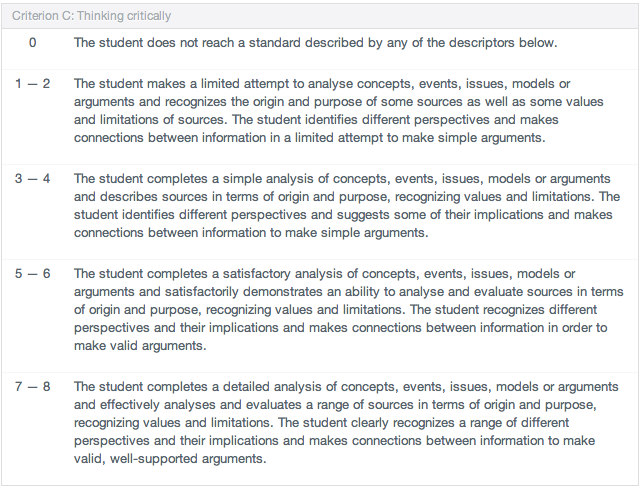 Criterion C: Thinking critically
0 The student does not reach a standard described by any of the descriptors below.
1 — 2 The student makes a limited attempt to analyse concepts, events, issues, models or
arguments and recognizes the origin and purpose of some sources as well as some values
and limitations of sources. The student identifies different perspectives and makes
connections between information in a limited attempt to make simple arguments.
3 — 4 The student completes a simple analysis of concepts, events, issues, models or arguments
and describes sources in terms of origin and purpose, recognizing values and limitations. The
student identifies different perspectives and suggests some of their implications and makes
connections between information to make simple arguments.
5 — 6 The student completes a satisfactory analysis of concepts, events, issues, models or
arguments and satisfactorily demonstrates an ability to analyse and evaluate sources in terms
of origin and purpose, recognizing values and limitations. The student recognizes different
perspectives and their implications and makes connections between information in order to
make valid arguments.
7 — 8 The student completes a detailed analysis of concepts, events, issues, models or arguments
and effectively analyses and evaluates a range of sources in terms of origin and purpose,
recognizing values and limitations. The student clearly recognizes a range of different
perspectives and their implications and makes connections between information to make
valid, well-supported arguments.